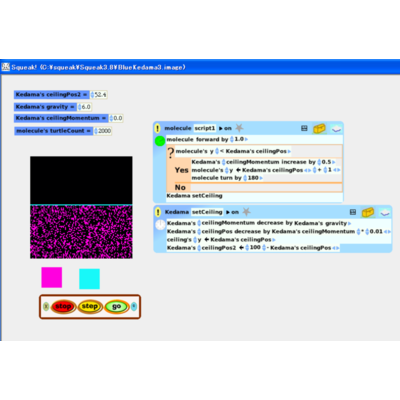 Squeak! (C:¥squeak¥Squeak3.8¥BlueKedama3.image)
Kedama's ceilingPos2 = 52.4
Kedama's gravity = 6.0
Kedama's ceilingMomentum = 0.0
molecule's turtleCount = 2000
! molecule script1 on
molecule forward by 1.0
? molecule's y < Kedama's ceilingPos
Yes
Kedama's ceilingMomentum increase by 0.5
molecule's y ← Kedama's ceilingPos + 1
molecule turn by 180
No
Kedama setCeiling
! Kedama setCeiling on
Kedama's ceilingMomentum decrease by Kedama's gravity
Kedama's ceilingPos decrease by Kedama's ceilingMomentum * 0.01
ceiling's y ← Kedama's ceilingPos
Kedama's ceilingPos2 ← 100 - Kedama's ceilingPos
stop step go